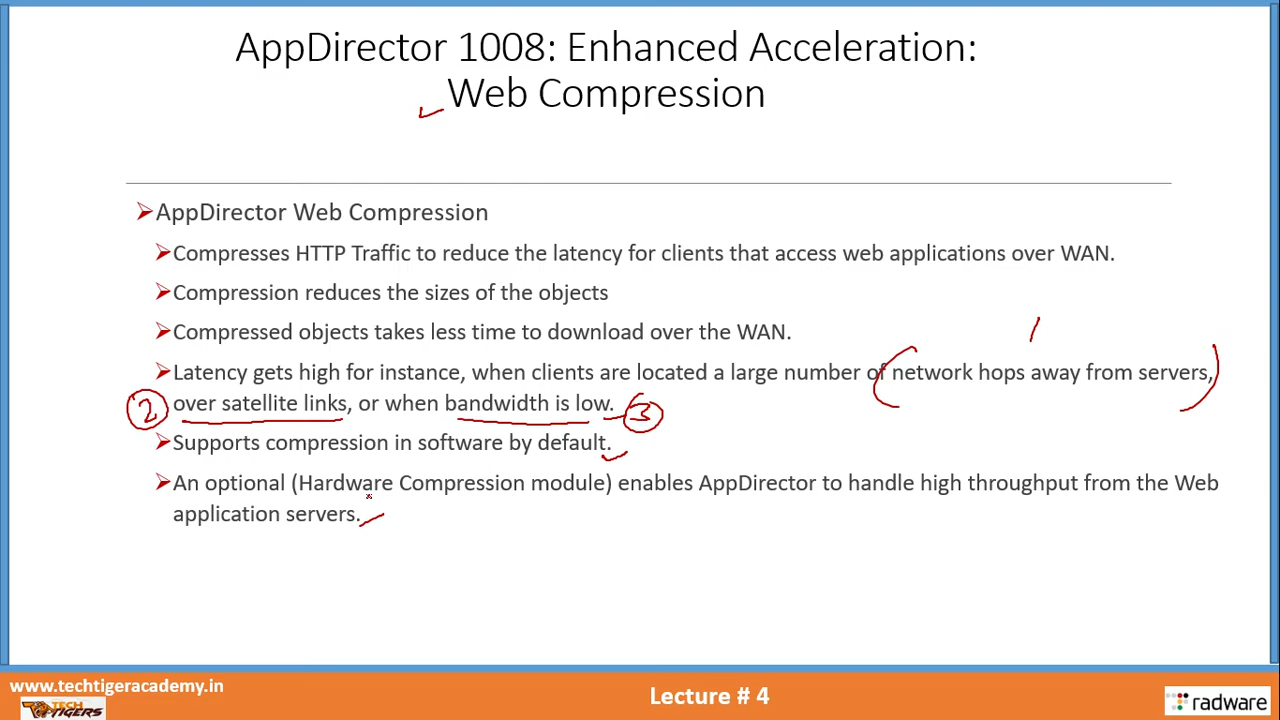 AppDirector 1008: Enhanced Acceleration:
Web Compression
AppDirector Web Compression
Compresses HTTP Traffic to reduce the latency for clients that access web applications over WAN.
Compression reduces the sizes of the objects
Compressed objects takes less time to download over the WAN.
1
Latency gets high for instance, when clients are located a large number of network hops away from servers,
2 over satellite links, or when bandwidth is low. 3
Supports compression in software by default.
An optional (Hardware Compression module) enables AppDirector to handle high throughput from the Web
application servers.
www.techtigeracademy.in
TECH
TIGERS
Lecture # 4
radware